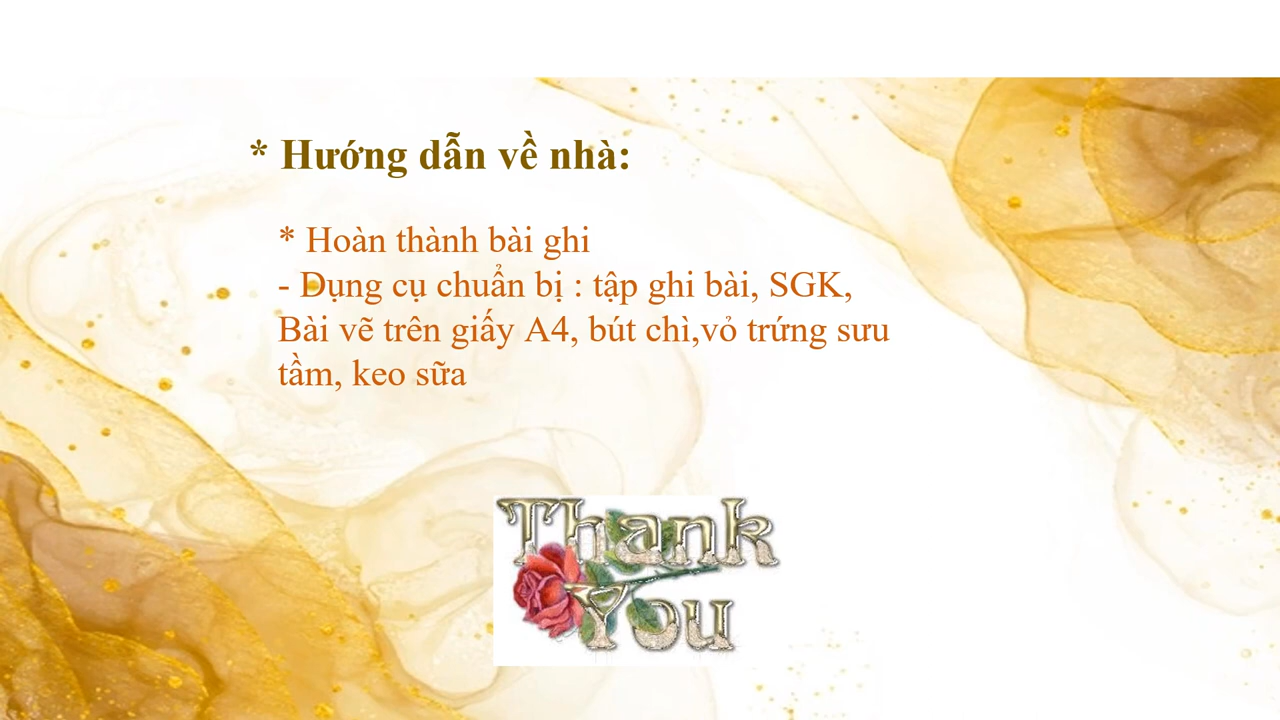 * Hướng dẫn về nhà:
* Hoàn thành bài ghi
- Dụng cụ chuẩn bị : tập ghi bài, SGK,
Bài vẽ trên giấy A4, bút chì,vỏ trứng sưu
tầm, keo sữa
Thank
You